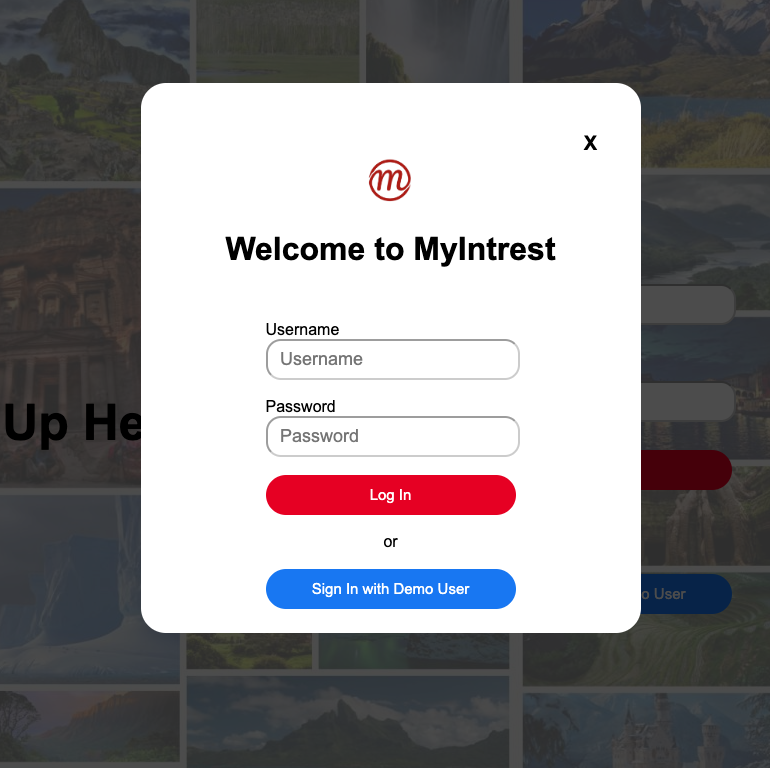 X
m
Welcome to MyIntrest
Username
Username
Password
Password
Log In
or
Sign In with Demo User
Up He
o User